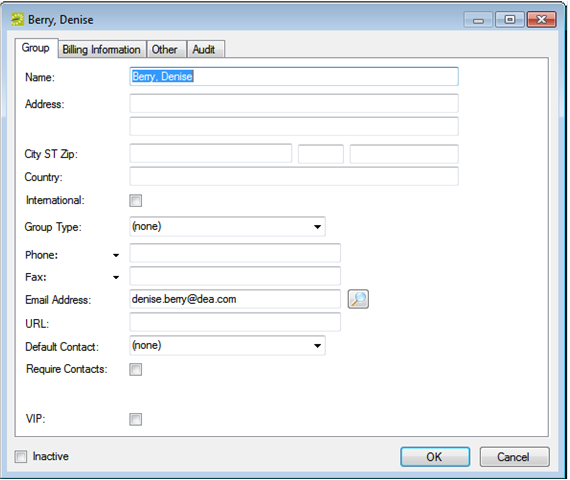 Berry, Denise
Group Billing Information Other Audit
Name: Berry, Denise
Address:
City ST Zip:
Country:
International:
Group Type: (none)
Phone:
Fax:
Email Address: denise.berry@dea.com
URL:
Default Contact: (none)
Require Contacts:
VIP:
Inactive OK Cancel